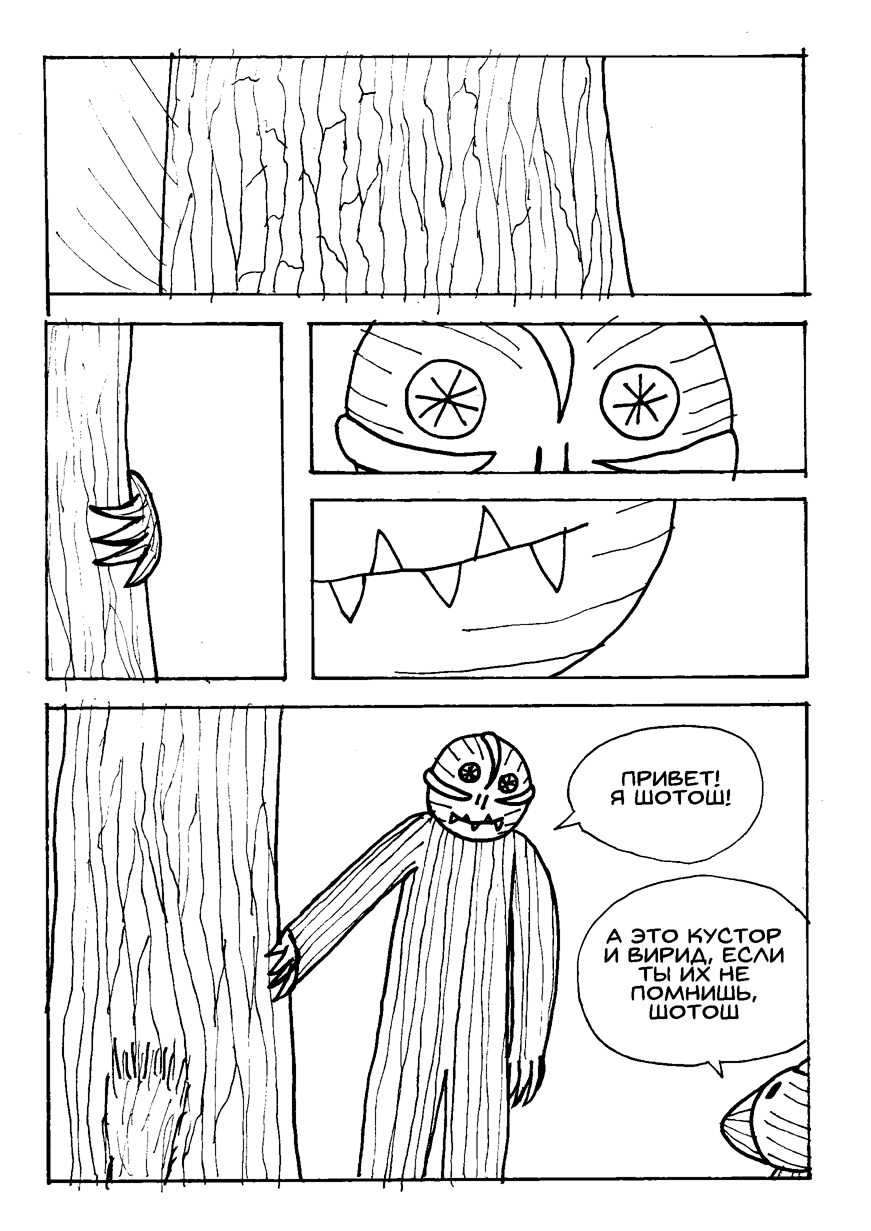 ПРИВЕТ!
Я ШОТОШ!
А ЭТО КУСТОР
И ВИРИД, ЕСЛИ
ТЫ ИХ НЕ
ПОМНИШЬ,
ШОТОШ